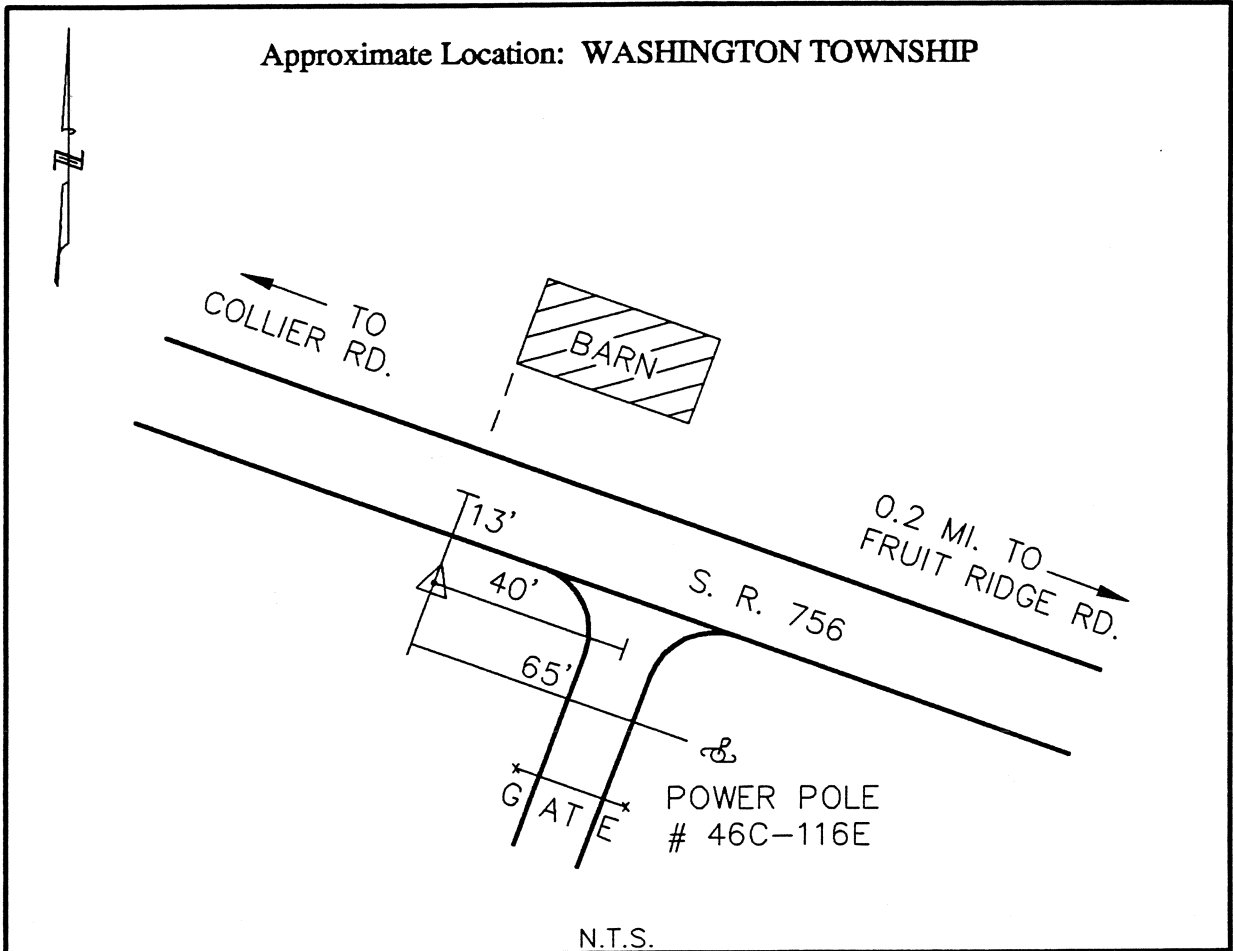 Approximate Location: WASHINGTON TOWNSHIP
N
TO
COLLIER RD.
BARN
13'
40'
65'
0.2 MI. TO
FRUIT RIDGE RD.
S. R. 756
GATE
POWER POLE
# 46C-116E
N.T.S.